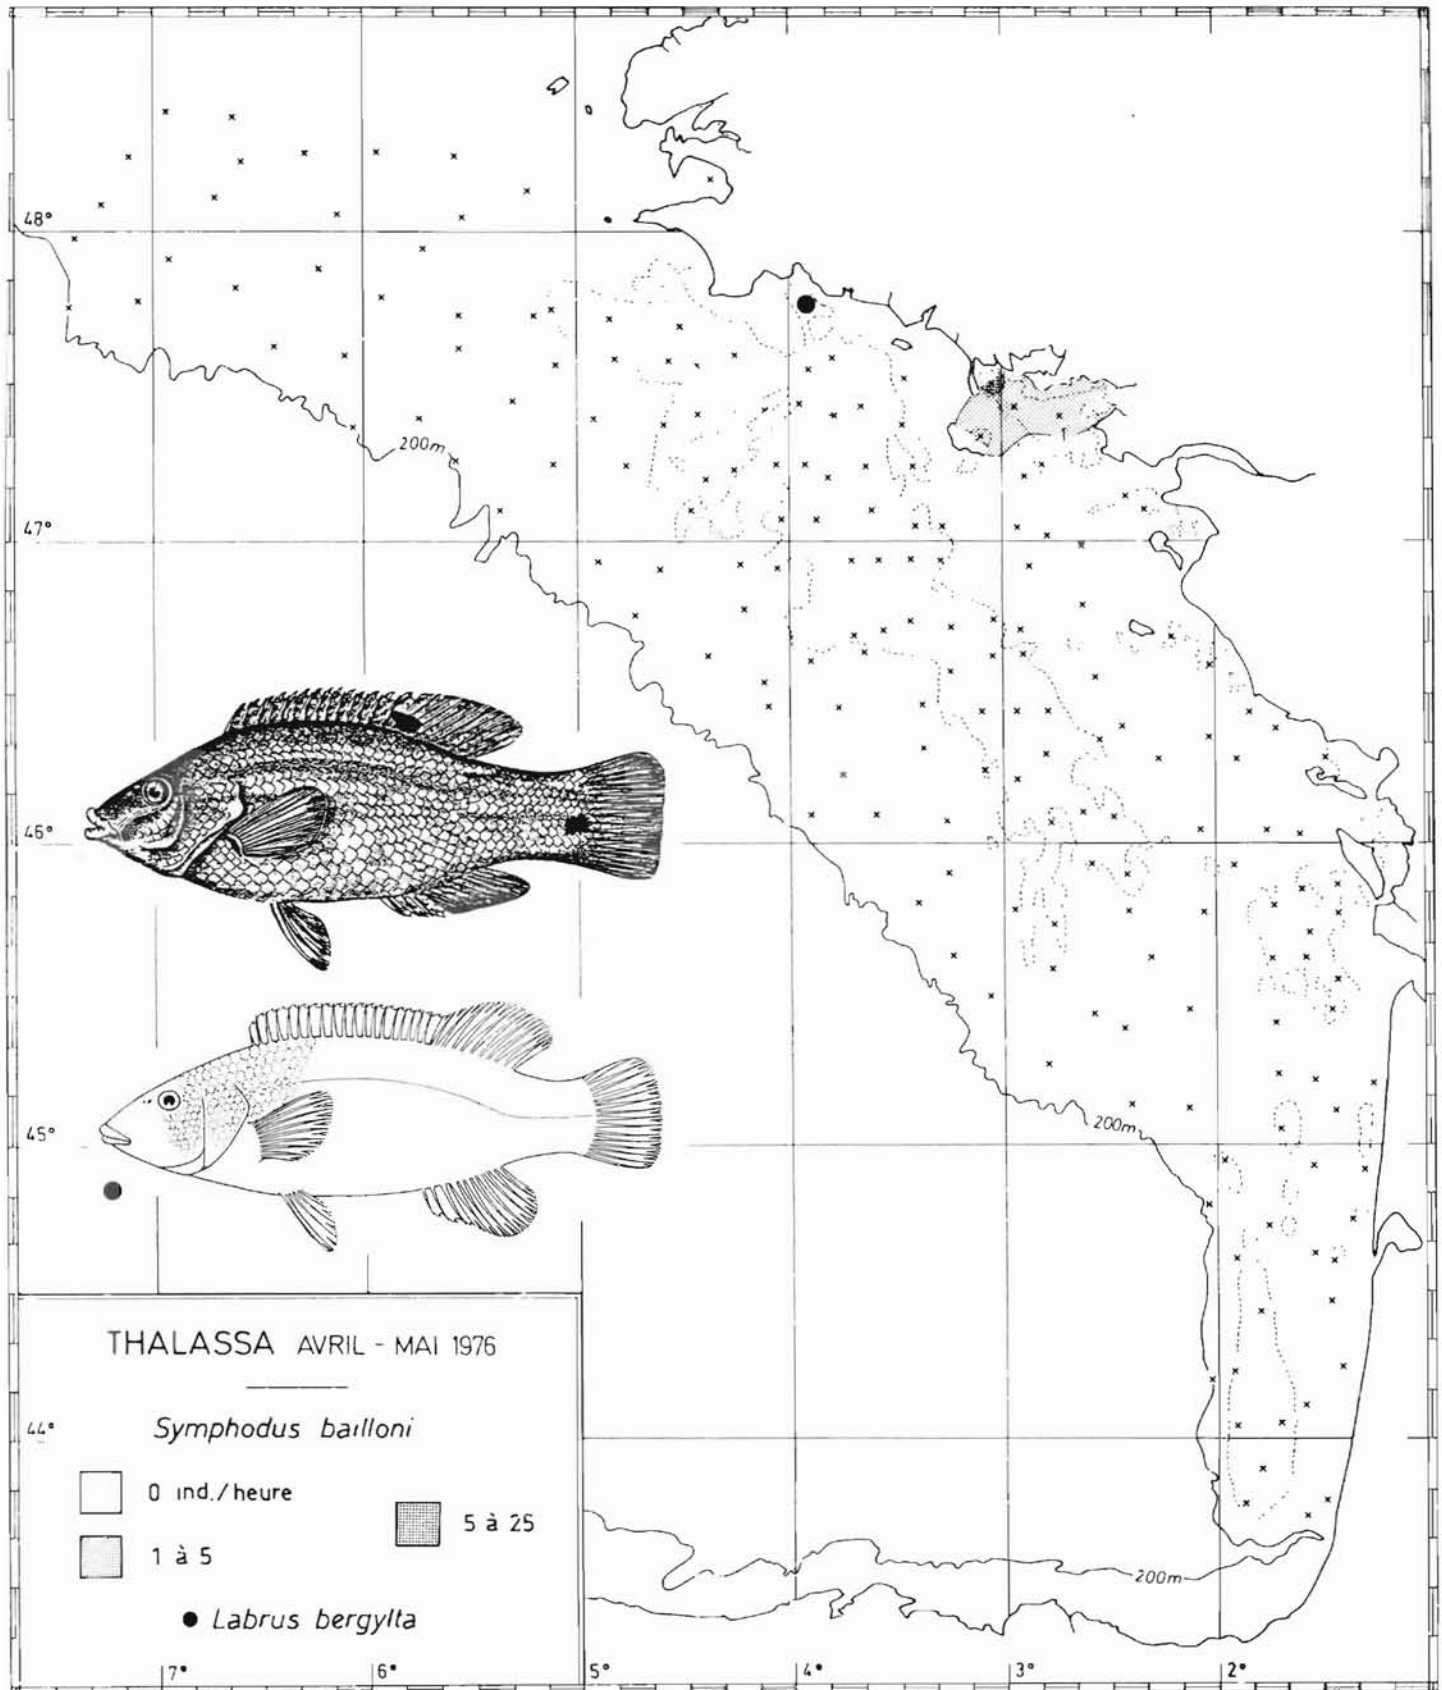 48°
200m
47°
46°
45°
200m
THALASSA AVRIL - MAI 1976
44°
Symphodus bailloni
0 ind./heure
5 à 25
1 à 5
200m
● Labrus bergylta
7° 6° 5° 4° 3° 2°